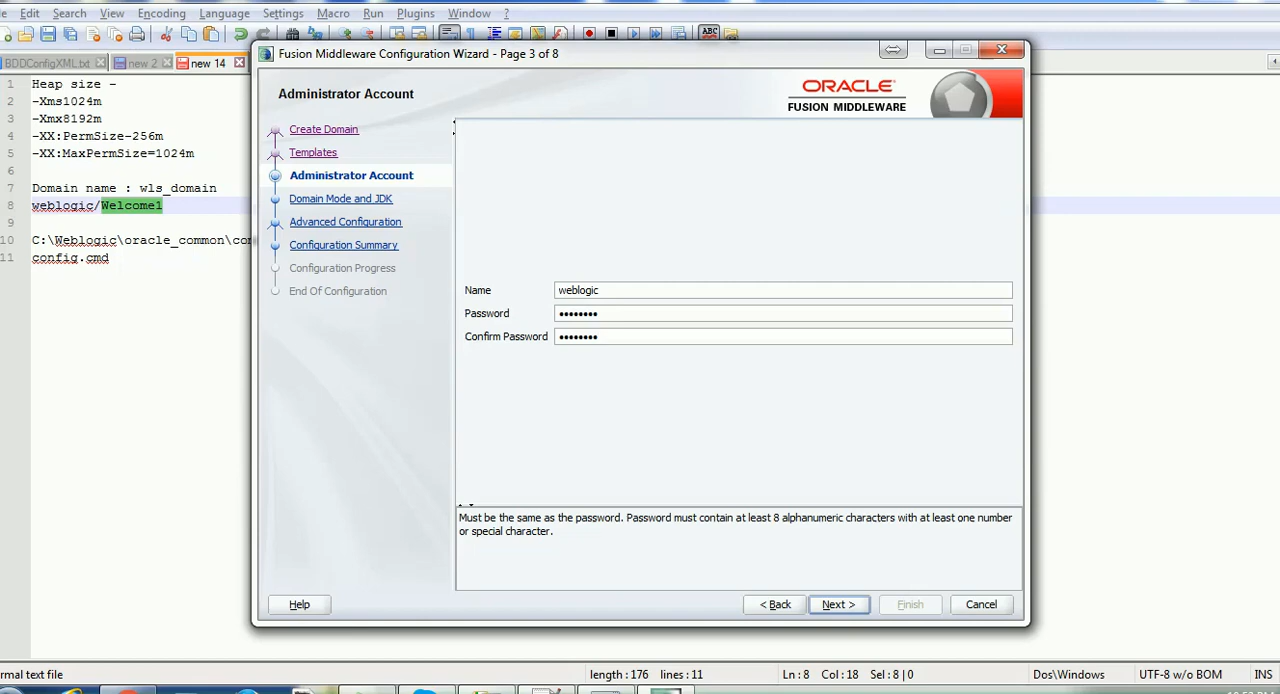 Edit Search View Encoding Language Settings Macro Run Plugins Window ?
BDDConfigXML.txt new 2 new 14
1 Heap size -
2 -Xms1024m
3 -Xmx8192m
4 -XX:PermSize-256m
5 -XX:MaxPermSize=1024m
6
7 Domain name : wls_domain
8 weblogic/Welcome1
9
10 C:\Weblogic\oracle_common\con
11 config.cmd
Fusion Middleware Configuration Wizard - Page 3 of 8
Administrator Account
ORACLE
FUSION MIDDLEWARE
Create Domain
Templates
Administrator Account
Domain Mode and JDK
Advanced Configuration
Configuration Summary
Configuration Progress
End Of Configuration
Name weblogic
Password ••••••••
Confirm Password ••••••••
Must be the same as the password. Password must contain at least 8 alphanumeric characters with at least one number
or special character.
Help < Back Next > Finish Cancel
rmal text file length : 176 lines : 11 Ln : 8 Col : 18 Sel : 8 | 0 Dos\Windows UTF-8 w/o BOM INS